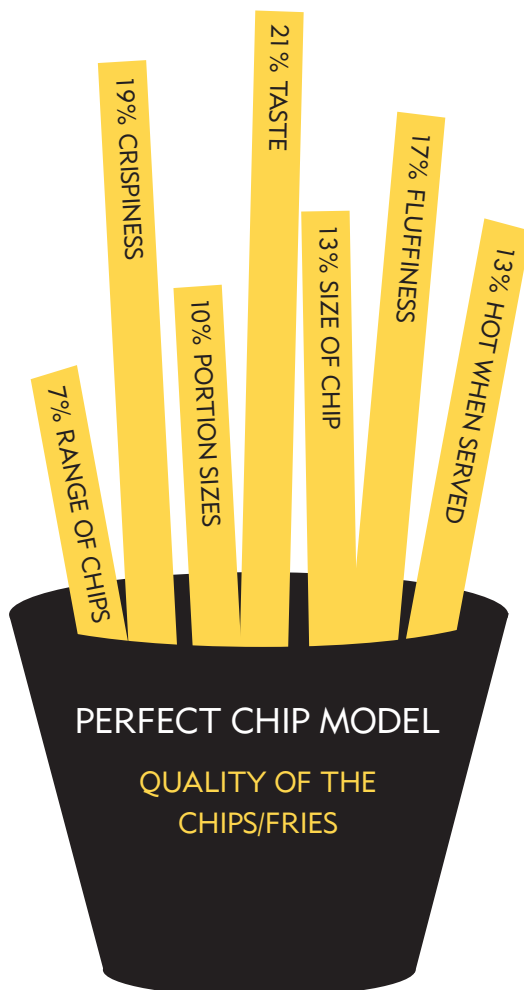 7% RANGE OF CHIPS
19% CRISPINESS
10% PORTION SIZES
21% TASTE
13% SIZE OF CHIP
17% FLUFFINESS
13% HOT WHEN SERVED
PERFECT CHIP MODEL
QUALITY OF THE
CHIPS/FRIES